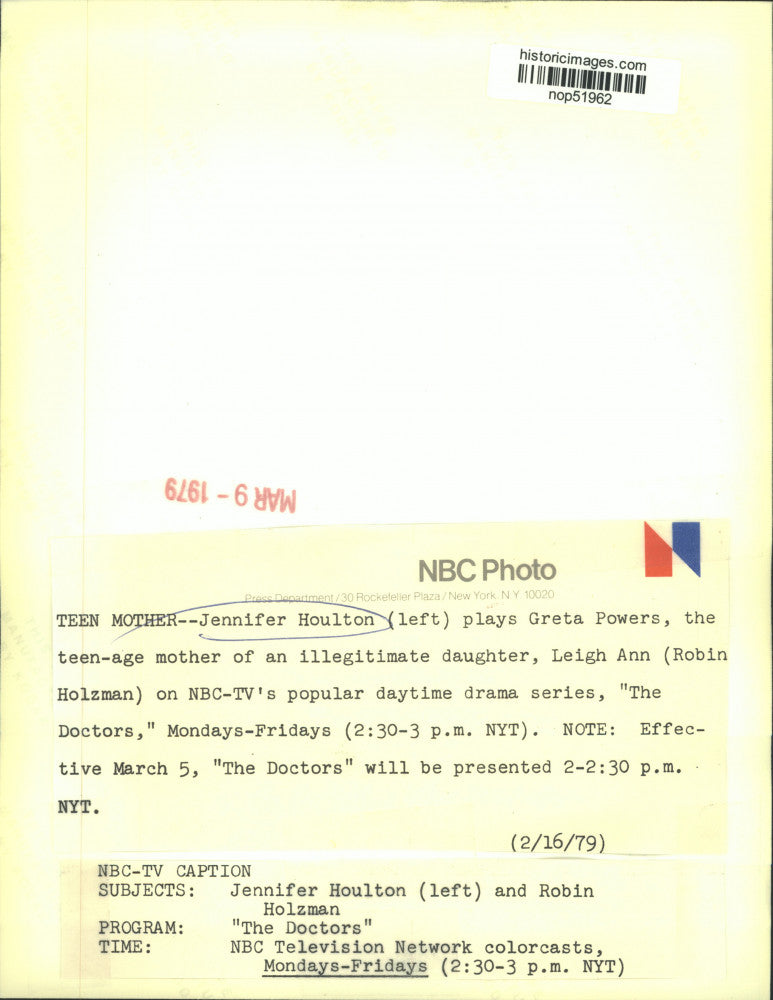 historicimages.com
nop51962
MAR 9 - 1979
NBC Photo
Press Department / 30 Rockefeller Plaza / New York, N Y 10020
TEEN MOTHER--Jennifer Houlton (left) plays Greta Powers, the
teen-age mother of an illegitimate daughter, Leigh Ann (Robin
Holzman) on NBC-TV's popular daytime drama series, "The
Doctors," Mondays-Fridays (2:30-3 p.m. NYT). NOTE: Effec-
tive March 5, "The Doctors" will be presented 2-2:30 p.m.
NYT.
(2/16/79)
NBC-TV CAPTION
SUBJECTS: Jennifer Houlton (left) and Robin
Holzman
PROGRAM: "The Doctors"
TIME: NBC Television Network colorcasts,
Mondays-Fridays (2:30-3 p.m. NYT)